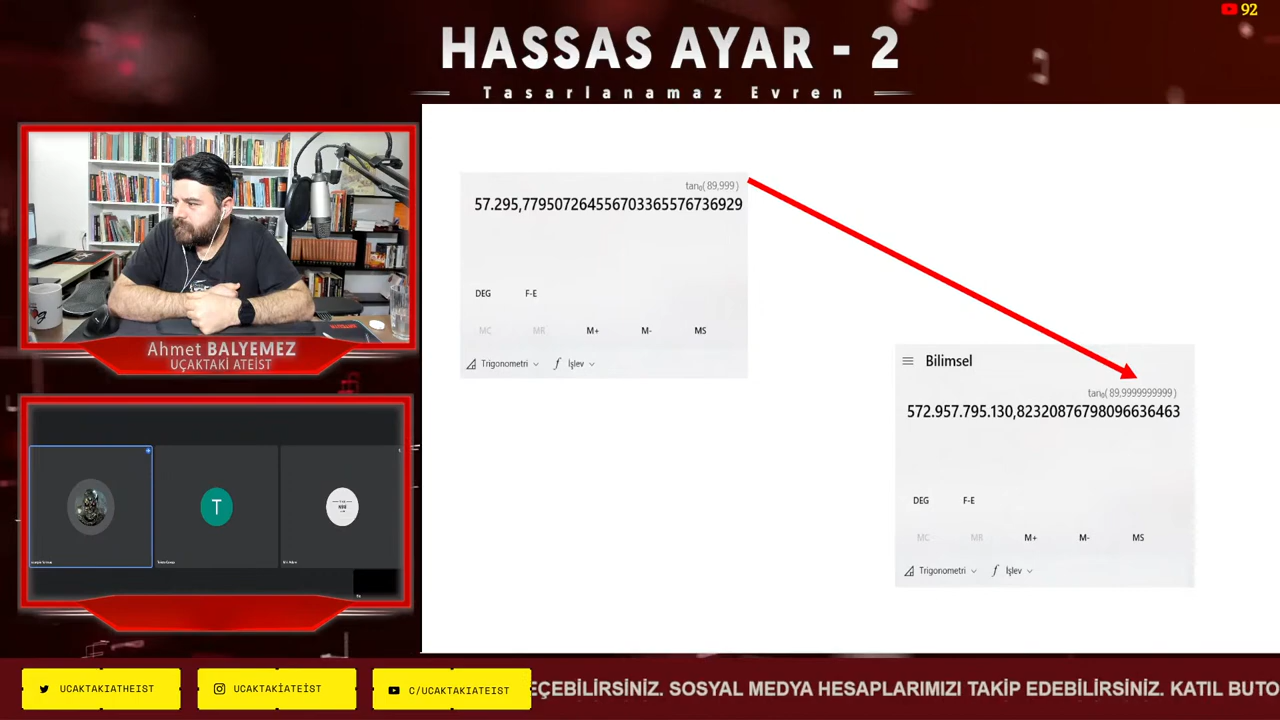 92
HASSAS AYAR - 2
Tasarlanamaz Evren
Ahmet BALYEMEZ
UÇAKTAKİ ATEİST
tan₀( 89,999 )
57.295,779507264556703365576736929
DEG F-E
MC MR M+ M- MS
Trigonometri f İşlev
Bilimsel
tan₀( 89,9999999999 )
572.957.795.130,82320876798096636463
DEG F-E
MC MR M+ M- MS
Trigonometri f İşlev
T
UCAKTAKIATHEIST
UCAKTAKİATEİST
C/UCAKTAKIATEIST
EÇEBİLİRSİNİZ. SOSYAL MEDYA HESAPLARIMIZI TAKİP EDEBİLİRSİNİZ. KATIL BUTO